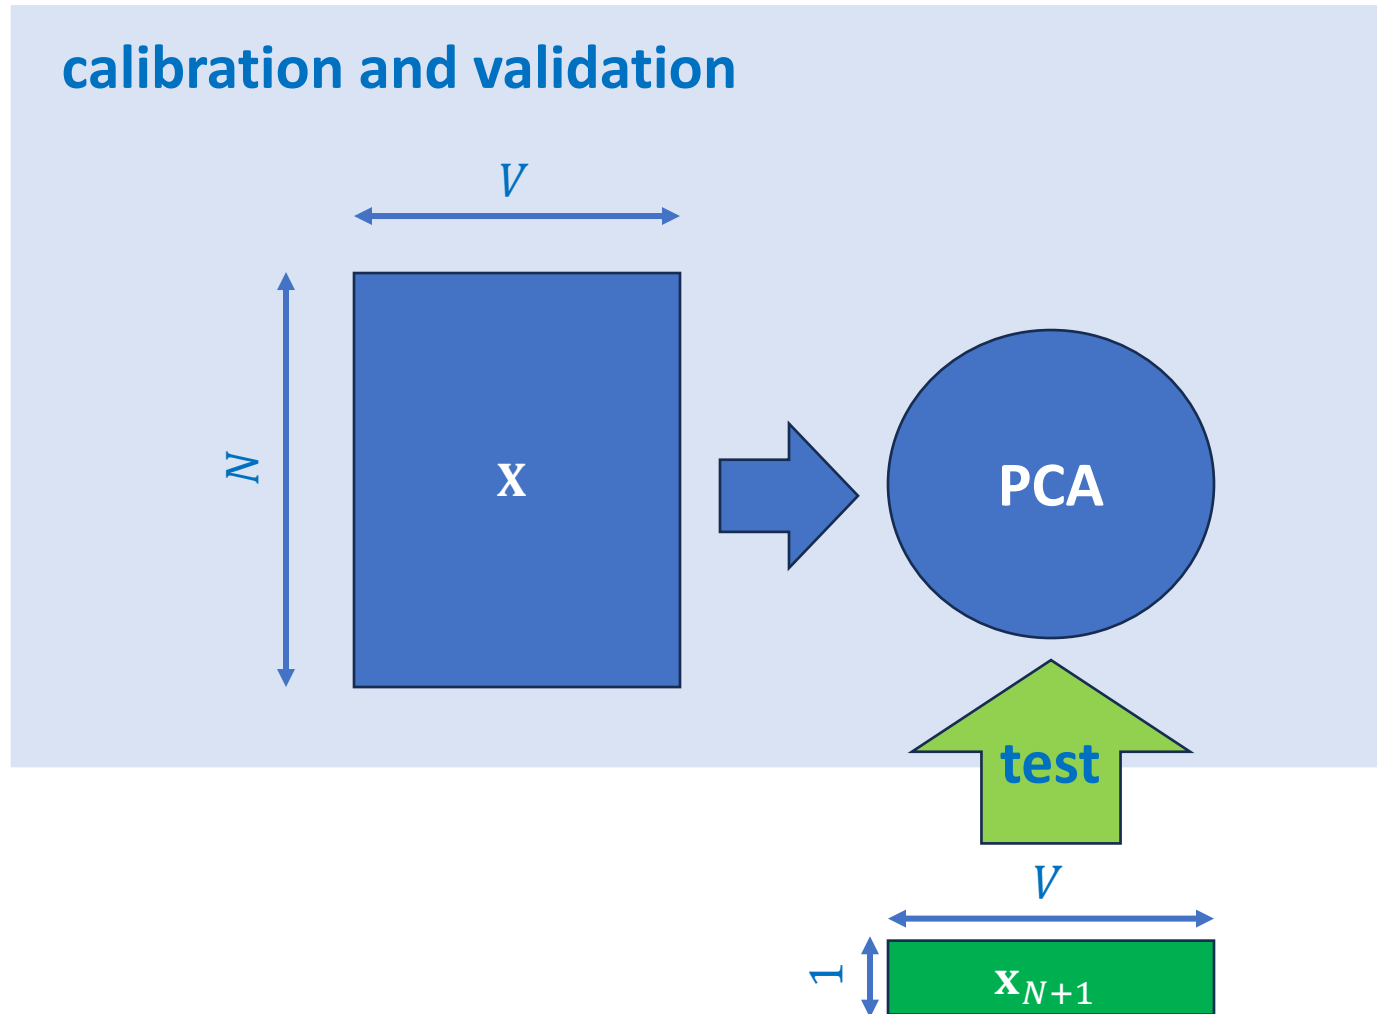 calibration and validation
V
N
X
PCA
test
V
1
x_{N+1}